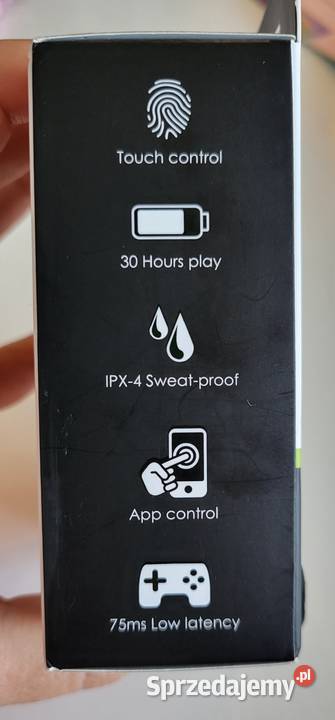 Touch control
30 Hours play
IPX-4 Sweat-proof
App control
75ms Low latency
Sprzedajemy.pl